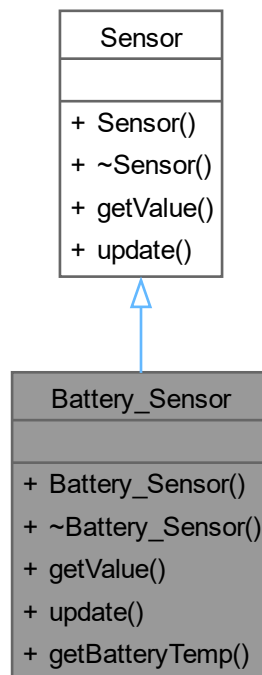 Sensor
+ Sensor()
+ ~Sensor()
+ getValue()
+ update()
Battery_Sensor
+ Battery_Sensor()
+ ~Battery_Sensor()
+ getValue()
+ update()
+ getBatteryTemp()